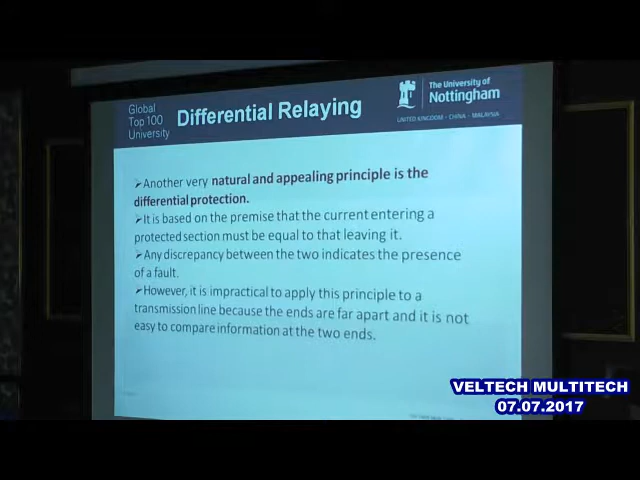 Global
Top 100
University
Differential Relaying
The University of
Nottingham
UNITED KINGDOM · CHINA · MALAYSIA
➢Another very natural and appealing principle is the
differential protection.
➢It is based on the premise that the current entering a
protected section must be equal to that leaving it.
➢Any discrepancy between the two indicates the presence
of a fault.
➢However, it is impractical to apply this principle to a
transmission line because the ends are far apart and it is not
easy to compare information at the two ends.
VELTECH MULTITECH
07.07.2017